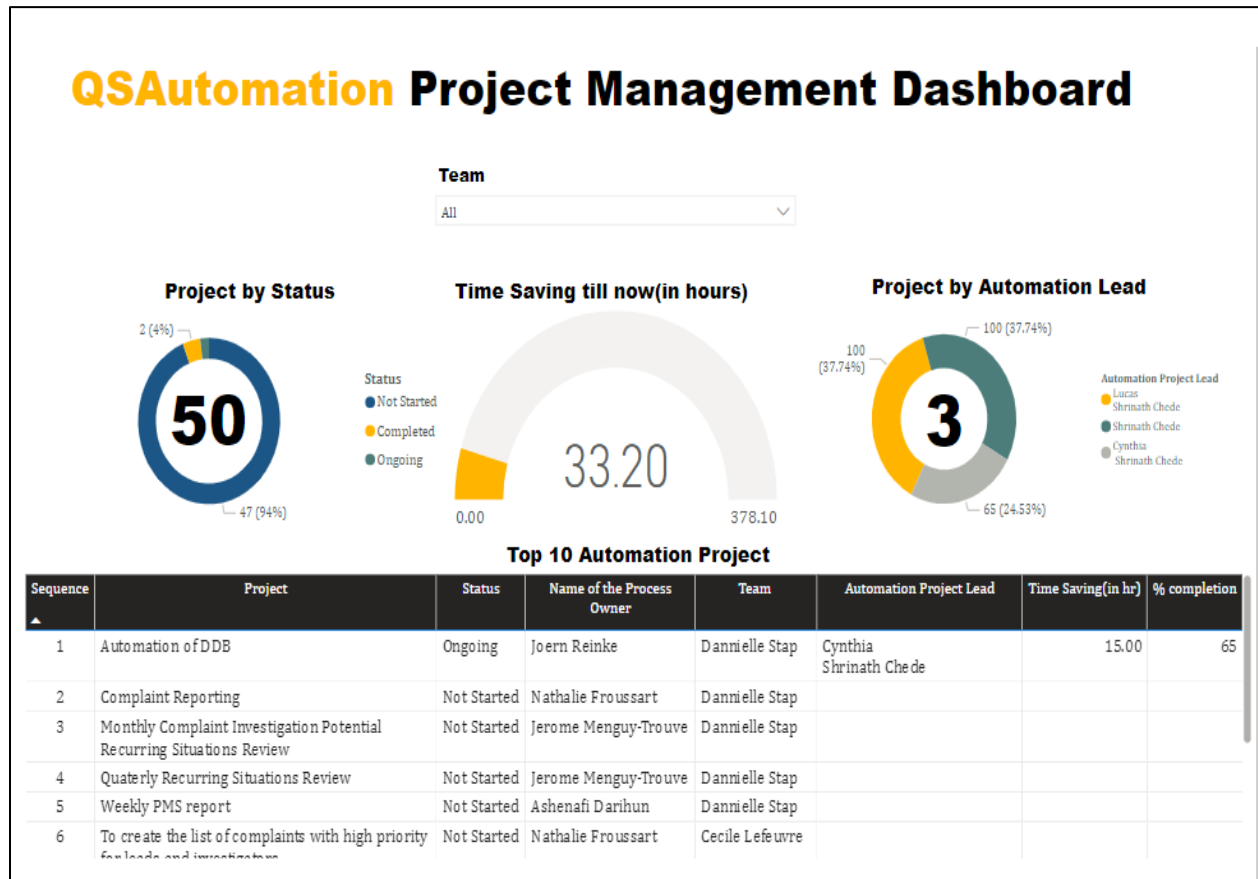 QSAutomation Project Management Dashboard
Team
All
Project by Status
2 (4%)
50
47 (94%)
Status
Not Started
Completed
Ongoing
Time Saving till now(in hours)
33.20
0.00
378.10
Project by Automation Lead
100 (37.74%)
100
(37.74%)
3
65 (24.53%)
Automation Project Lead
Lucas
Shrinath Chede
Shrinath Chede
Cynthia
Shrinath Chede
Top 10 Automation Project
Sequence Project Status Name of the Process Owner Team Automation Project Lead Time Saving(in hr) % completion
1 Automation of DDB Ongoing Joern Reinke Dannielle Stap Cynthia 15.00 65
Shrinath Chede
2 Complaint Reporting Not Started Nathalie Froussart Dannielle Stap
3 Monthly Complaint Investigation Potential Not Started Jerome Menguy-Trouve Dannielle Stap
Recurring Situations Review
4 Quaterly Recurring Situations Review Not Started Jerome Menguy-Trouve Dannielle Stap
5 Weekly PMS report Not Started Ashenafi Darihun Dannielle Stap
6 To create the list of complaints with high priority Not Started Nathalie Froussart Cecile Lefeuvre
for leads and investigators